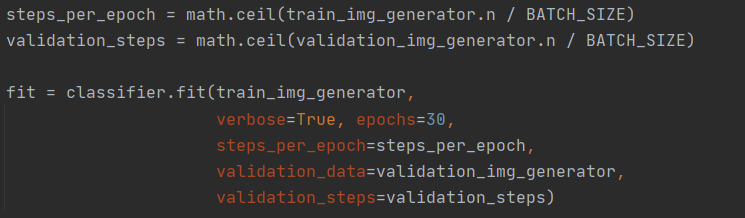 steps_per_epoch = math.ceil(train_img_generator.n / BATCH_SIZE)
validation_steps = math.ceil(validation_img_generator.n / BATCH_SIZE)
fit = classifier.fit(train_img_generator,
verbose=True, epochs=30,
steps_per_epoch=steps_per_epoch,
validation_data=validation_img_generator,
validation_steps=validation_steps)